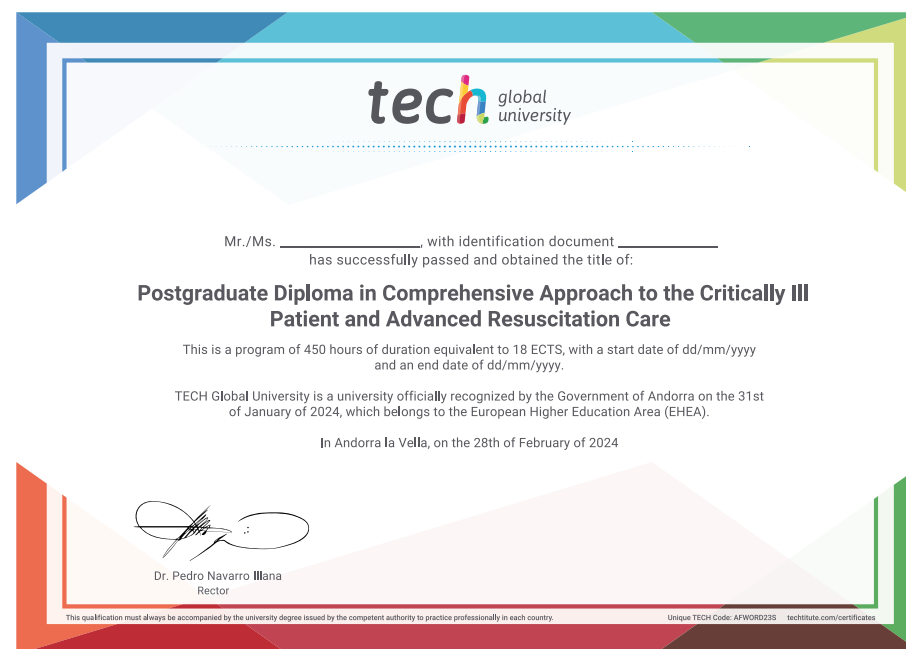 tech global
university
Mr./Ms. ____________________, with identification document ______________
has successfully passed and obtained the title of:
Postgraduate Diploma in Comprehensive Approach to the Critically Ill
Patient and Advanced Resuscitation Care
This is a program of 450 hours of duration equivalent to 18 ECTS, with a start date of dd/mm/yyyy
and an end date of dd/mm/yyyy.
TECH Global University is a university officially recognized by the Government of Andorra on the 31st
of January of 2024, which belongs to the European Higher Education Area (EHEA).
In Andorra la Vella, on the 28th of February of 2024
Dr. Pedro Navarro Illana
Rector
This qualification must always be accompanied by the university degree issued by the competent authority to practice professionally in each country.
Unique TECH Code: AFWORD23S techtitute.com/certificates